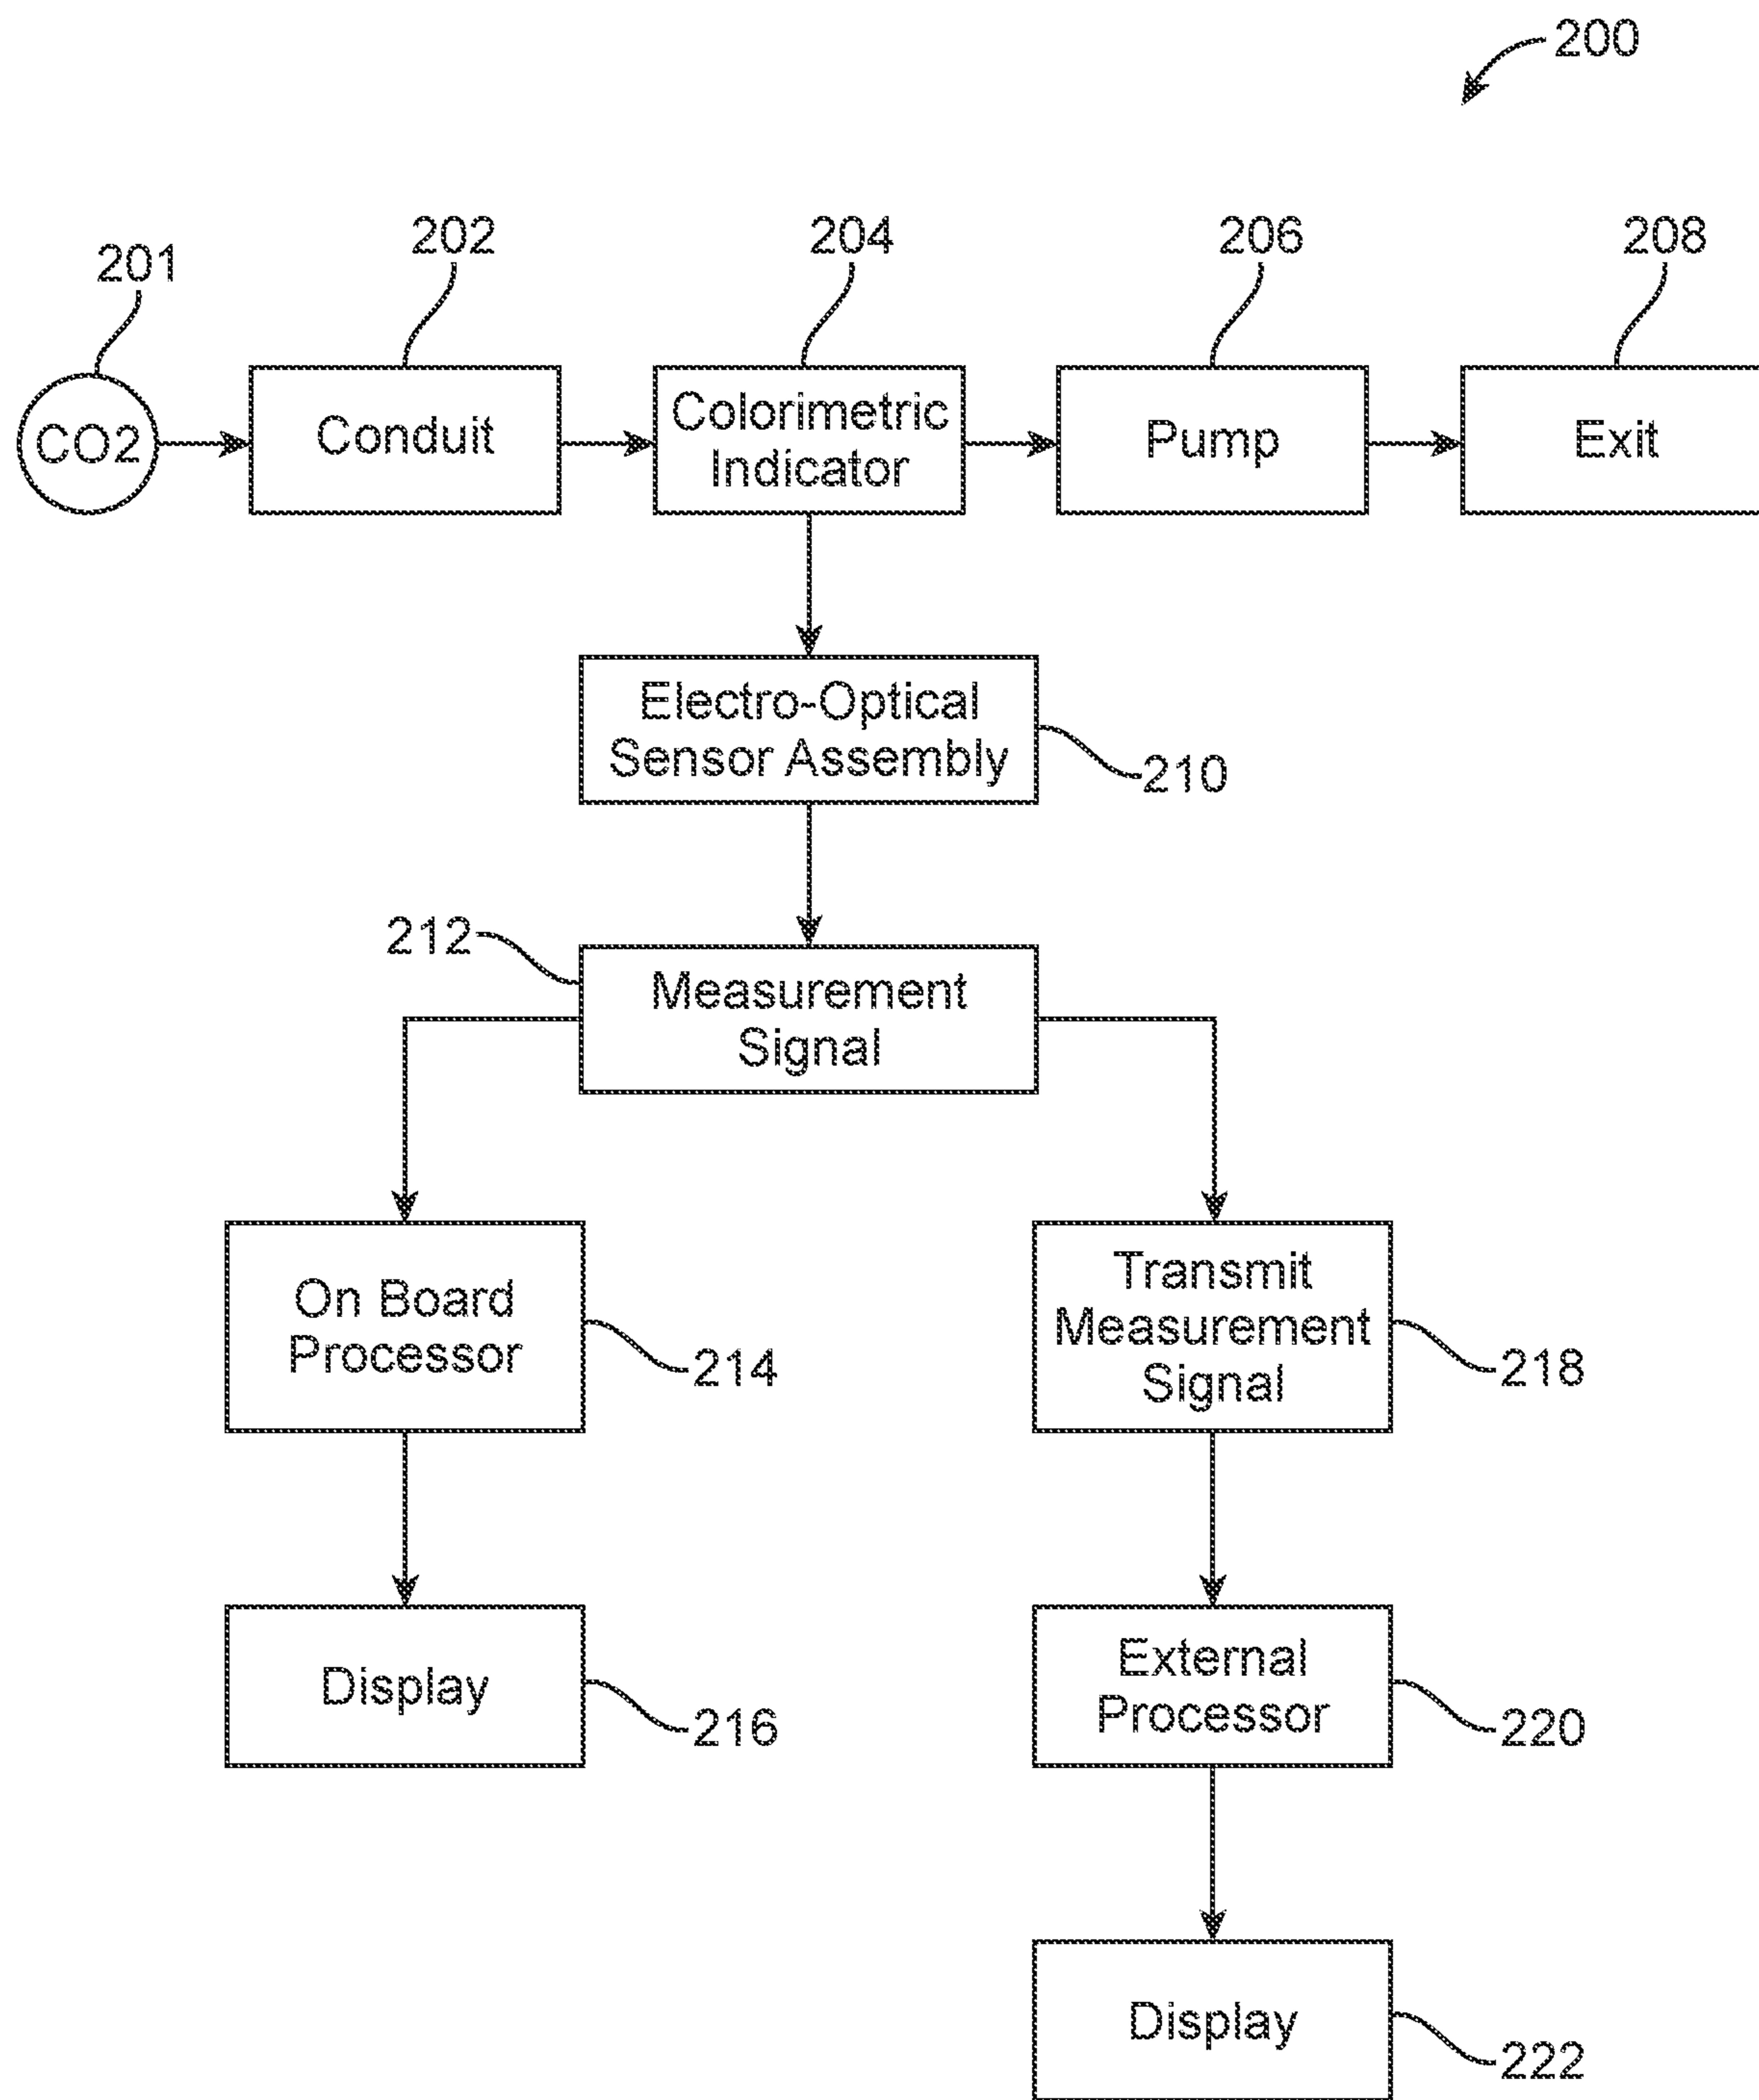 200
201
202
204
206
208
CO2
Conduit
Colorimetric
Indicator
Pump
Exit
Electro-Optical
Sensor Assembly
210
212
Measurement
Signal
On Board
Processor
214
Transmit
Measurement
Signal
218
Display
216
External
Processor
220
Display
222